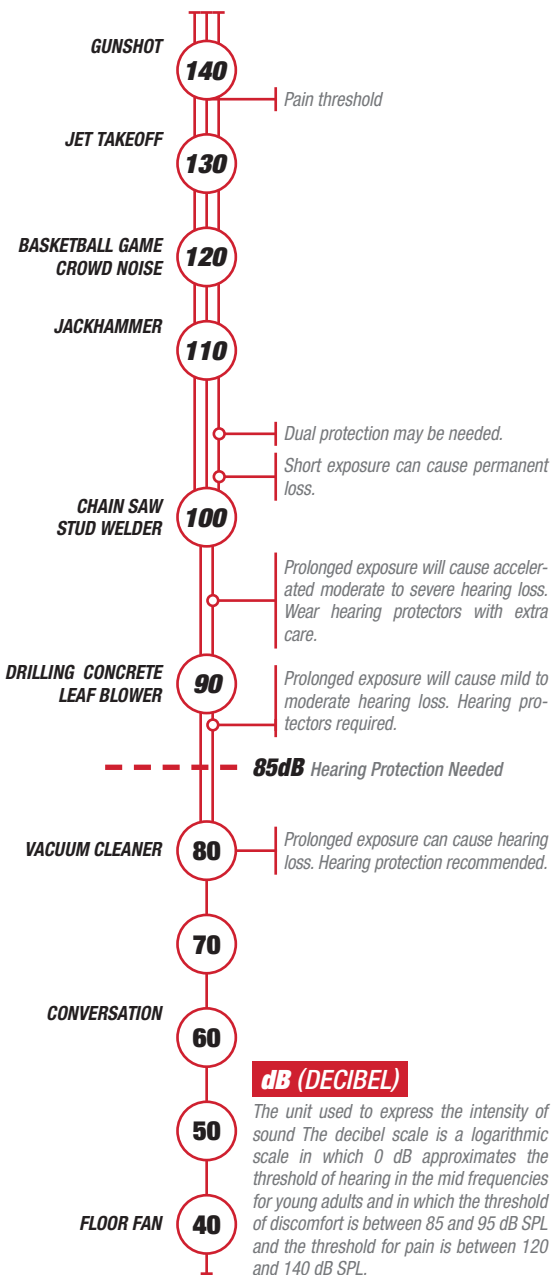 GUNSHOT
140
Pain threshold
JET TAKEOFF
130
BASKETBALL GAME
CROWD NOISE
120
JACKHAMMER
110
Dual protection may be needed.
Short exposure can cause permanent
loss.
CHAIN SAW
STUD WELDER
100
Prolonged exposure will cause acceler-
ated moderate to severe hearing loss.
Wear hearing protectors with extra
care.
DRILLING CONCRETE
LEAF BLOWER
90
Prolonged exposure will cause mild to
moderate hearing loss. Hearing pro-
tectors required.
85dB Hearing Protection Needed
VACUUM CLEANER
80
Prolonged exposure can cause hearing
loss. Hearing protection recommended.
70
CONVERSATION
60
dB (DECIBEL)
50
The unit used to express the intensity of
sound The decibel scale is a logarithmic
scale in which 0 dB approximates the
threshold of hearing in the mid frequencies
for young adults and in which the threshold
of discomfort is between 85 and 95 dB SPL
and the threshold for pain is between 120
and 140 dB SPL.
FLOOR FAN
40